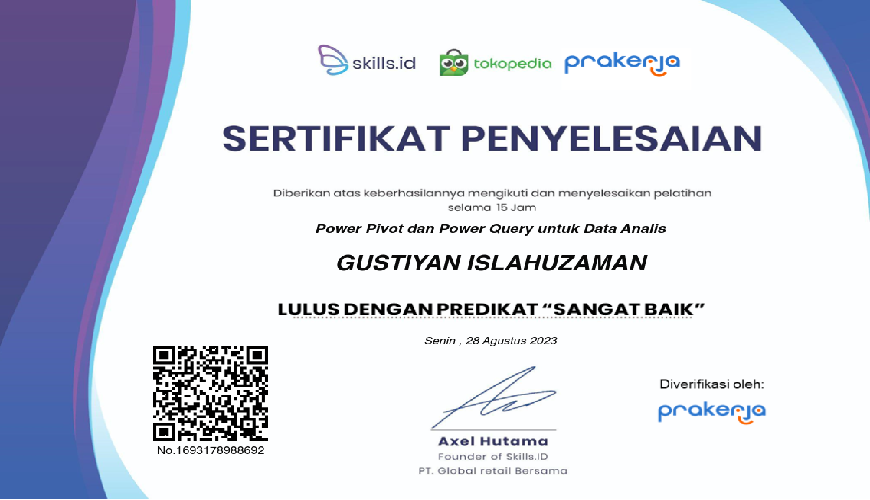 skills.id tokopedia prakerja
SERTIFIKAT PENYELESAIAN
Diberikan atas keberhasilannya mengikuti dan menyelesaikan pelatihan
selama 15 Jam
Power Pivot dan Power Query untuk Data Analis
GUSTIYAN ISLAHUZAMAN
LULUS DENGAN PREDIKAT “SANGAT BAIK”
Senin , 28 Agustus 2023
No.1693178988692
Axel Hutama
Founder of Skills.ID
PT. Global retail Bersama
Diverifikasi oleh:
prakerja